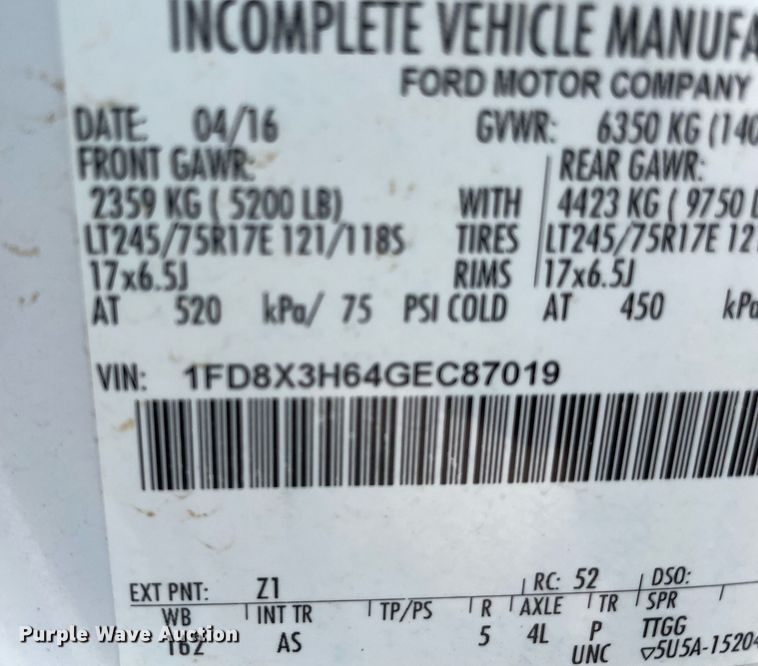 INCOMPLETE VEHICLE MANUFA
FORD MOTOR COMPANY
DATE: 04/16 GVWR: 6350 KG (140
FRONT GAWR: REAR GAWR:
2359 KG ( 5200 LB) WITH 4423 KG ( 9750 L
LT245/75R17E 121/118S TIRES LT245/75R17E 12
17x6.5J RIMS 17x6.5J
AT 520 kPa/ 75 PSI COLD AT 450 kPa
VIN: 1FD8X3H64GEC87019
EXT PNT: Z1 RC: 52 DSO:
WB INT TR TP/PS R AXLE TR SPR
162 AS 5 4L P TTGG
UNC ▽5U5A-15204
Purple Wave Auction